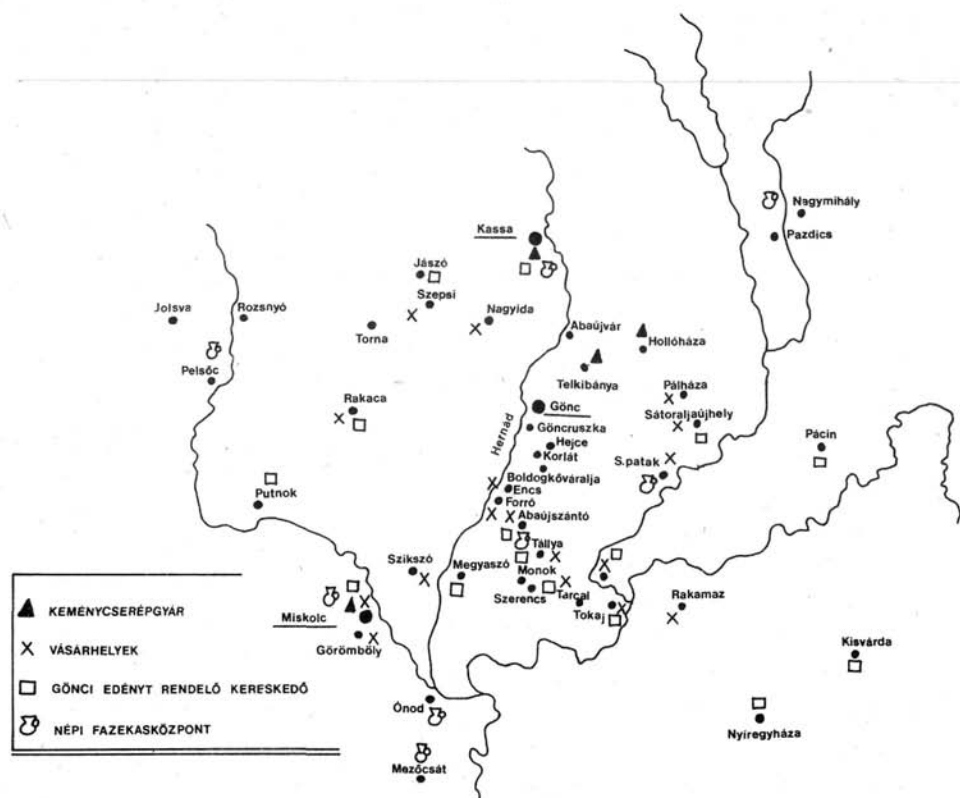 Nagymihály
Pazdics
Kassa
Jászó
Szepsi
Nagyida
Jolsva
Rozsnyó
Torna
Abaújvár
Hollóháza
Pelsőc
Telkibánya
Rakaca
Gönc
Pálháza
Sátoraljaújhely
Göncruszka
Hejce
Korlát
Hernád
Pácin
S.patak
Boldogkőváralja
Encs
Forró
Putnok
Abaújszántó
Tállya
Szikszó
Megyaszó
Monok
Szerencs
Tarcal
Tokaj
Rakamaz
Miskolc
Görömböly
Kisvárda
Ónod
Nyíregyháza
Mezőcsát
KEMÉNYCSERÉPGYÁR
VÁSÁRHELYEK
GÖNCI EDÉNYT RENDELŐ KERESKEDŐ
NÉPI FAZEKASKÖZPONT